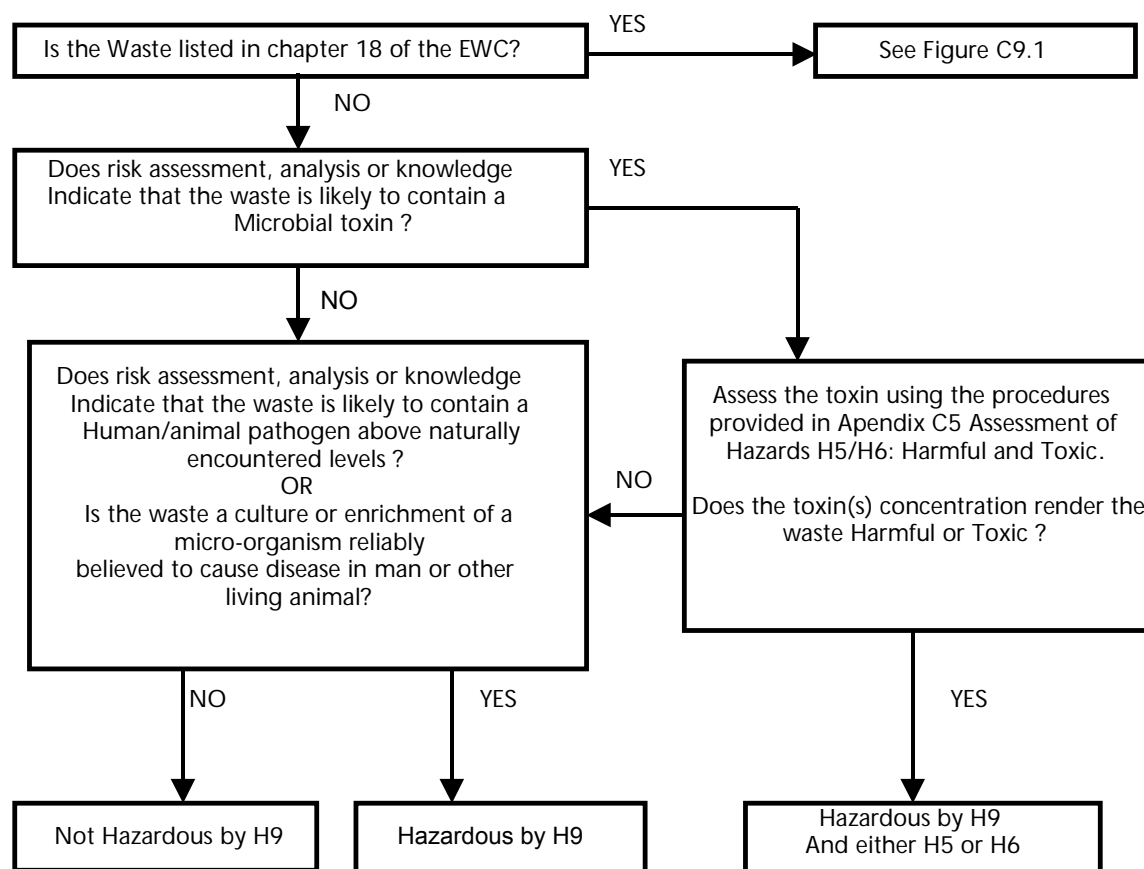 Is the Waste listed in chapter 18 of the EWC?
YES
See Figure C9.1
NO
Does risk assessment, analysis or knowledge
Indicate that the waste is likely to contain a
Microbial toxin ?
YES
NO
Does risk assessment, analysis or knowledge
Indicate that the waste is likely to contain a
Human/animal pathogen above naturally
encountered levels ?
OR
Is the waste a culture or enrichment of a
micro-organism reliably
believed to cause disease in man or other
living animal?
NO
Assess the toxin using the procedures
provided in Apendix C5 Assessment of
Hazards H5/H6: Harmful and Toxic.
Does the toxin(s) concentration render the
waste Harmful or Toxic ?
NO
YES
YES
Not Hazardous by H9
Hazardous by H9
Hazardous by H9
And either H5 or H6